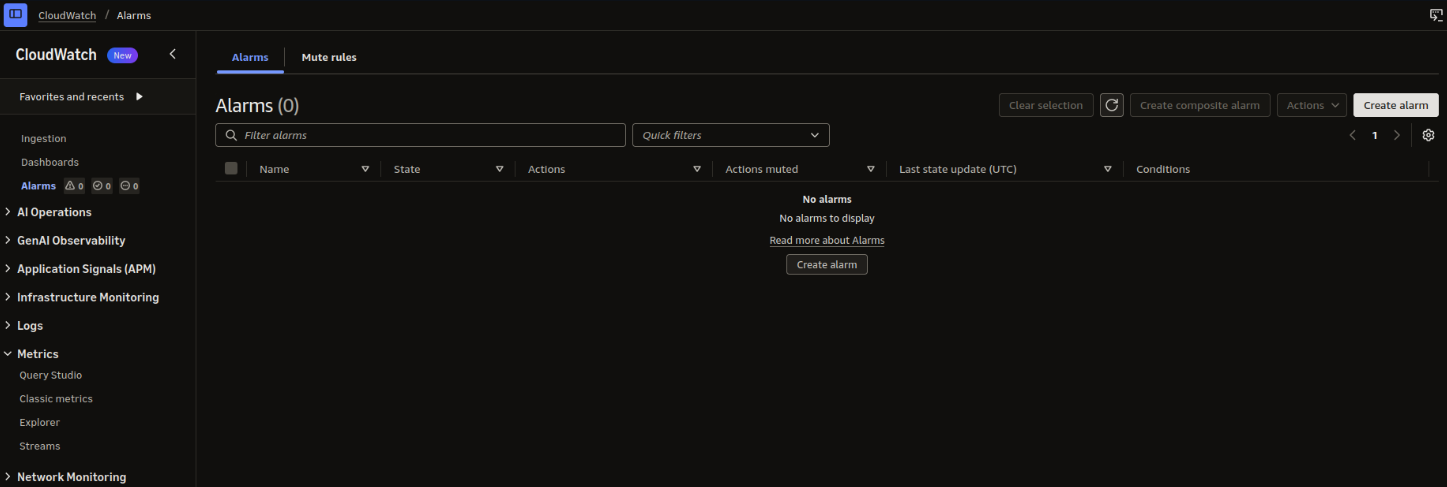 CloudWatch / Alarms
CloudWatch New
Favorites and recents
Ingestion
Dashboards
Alarms 0 0 0
AI Operations
GenAI Observability
Application Signals (APM)
Infrastructure Monitoring
Logs
Metrics
Query Studio
Classic metrics
Explorer
Streams
Network Monitoring
Alarms Mute rules
Alarms (0) Clear selection Create composite alarm Actions Create alarm
Filter alarms Quick filters 1
Name State Actions Actions muted Last state update (UTC) Conditions
No alarms
No alarms to display
Read more about Alarms
Create alarm